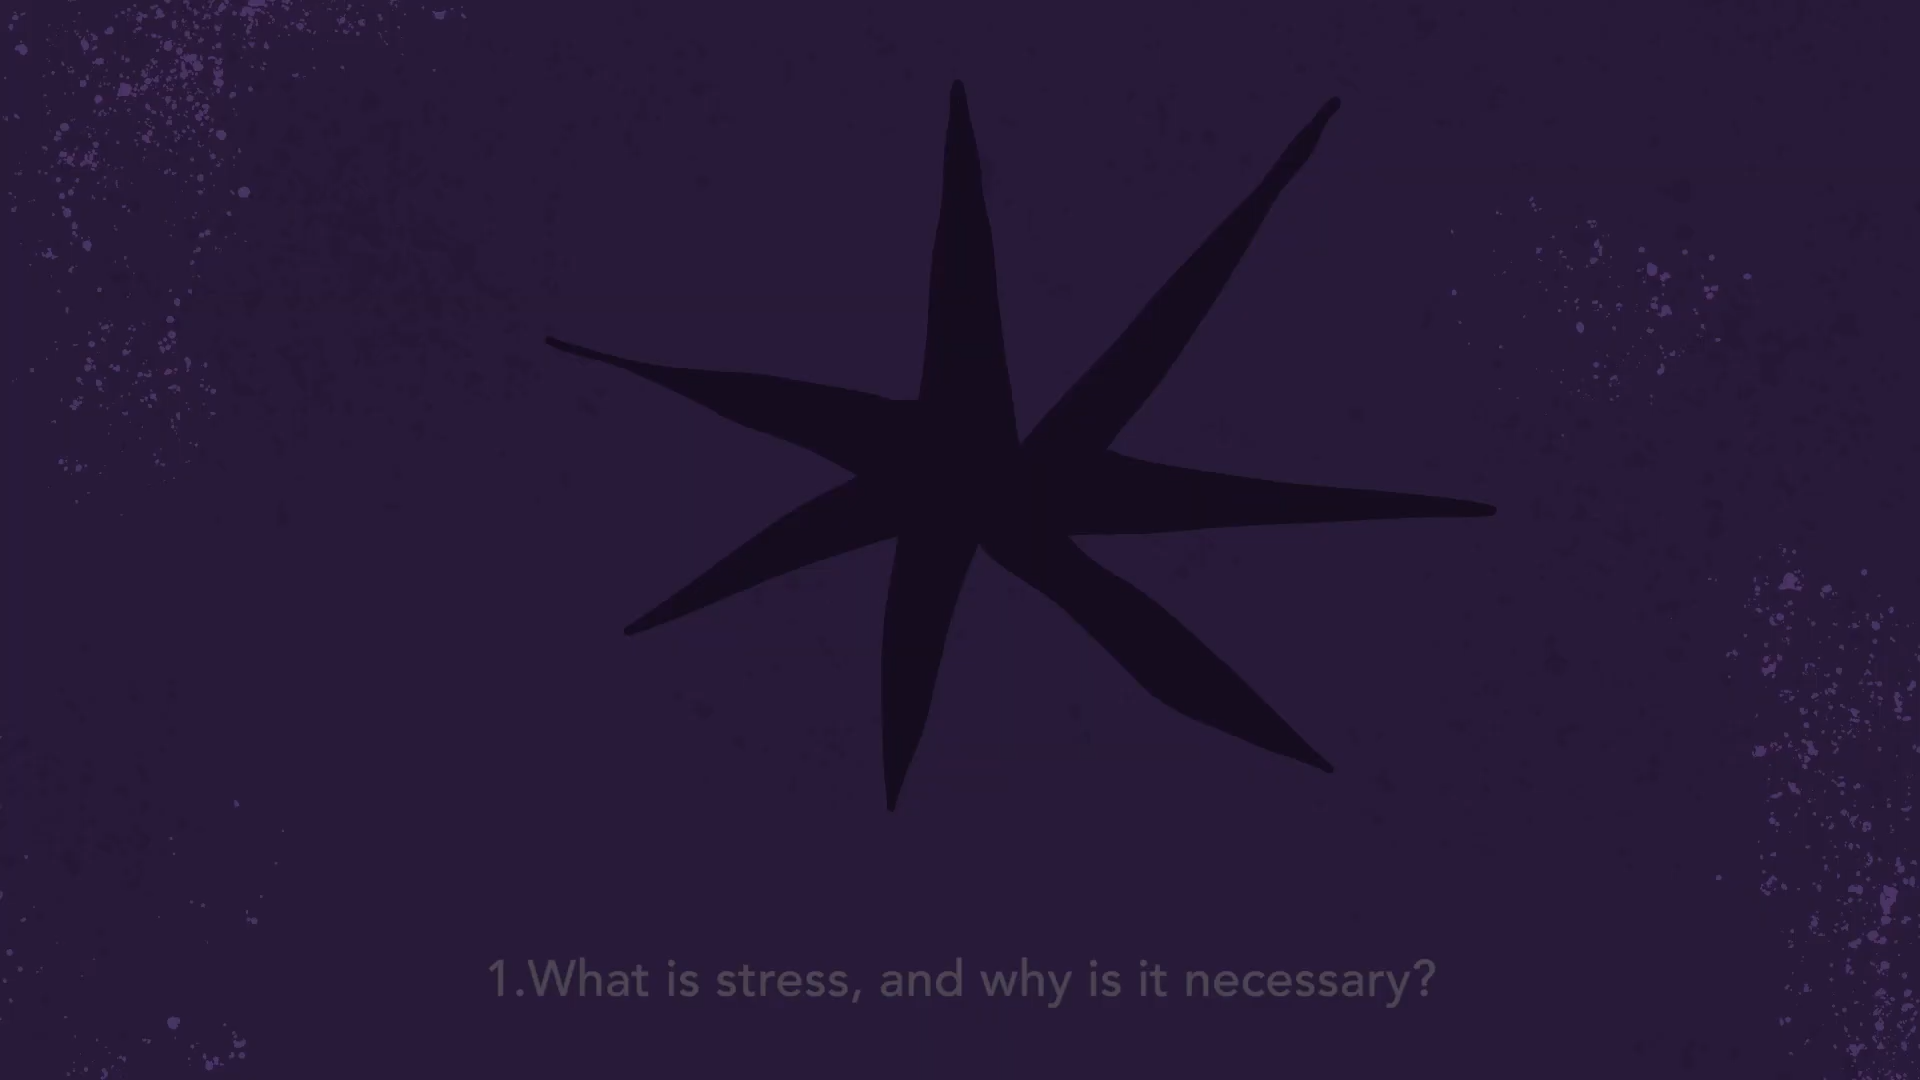 1.What is stress, and why is it necessary?